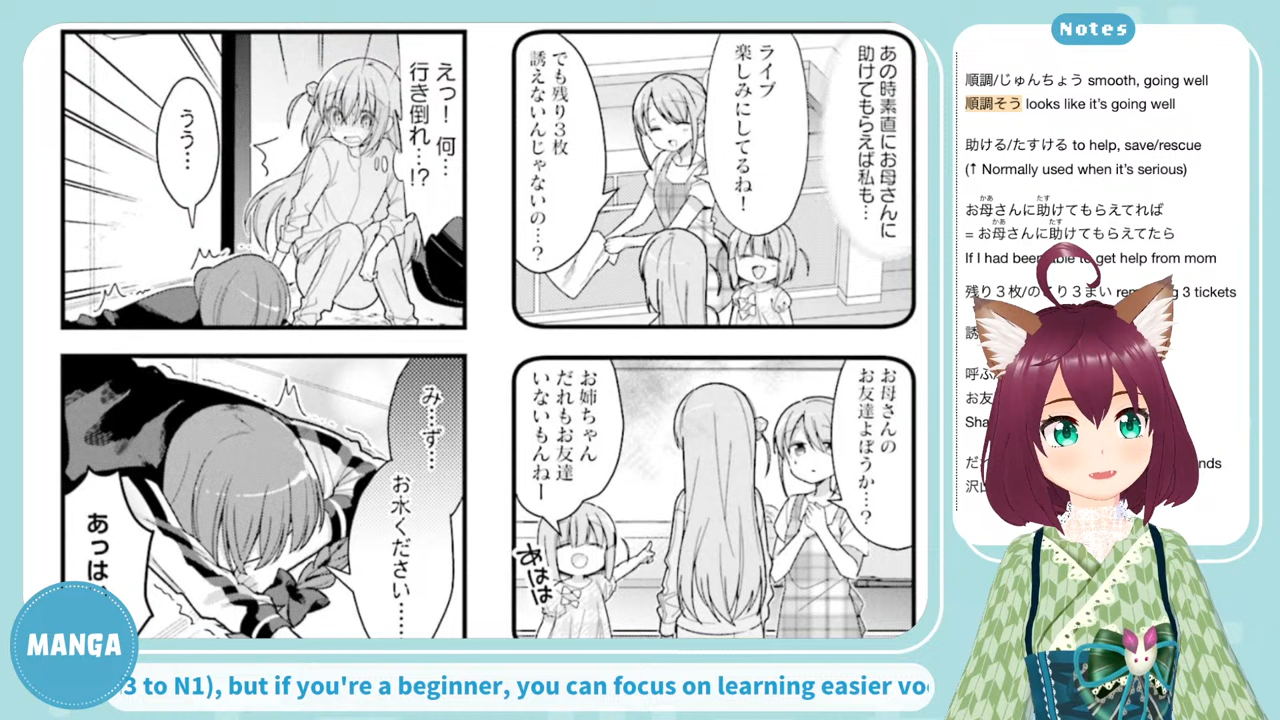 あの時素直にお母さんに
助けてもらえば私も…
ライブ
楽しみにしてるね！
でも残り3枚
誘えないんじゃないの…？
お母さんの
お友達よぼうか…？
お姉ちゃん
だれもお友達
いないもんねー
あはは
えっ！何…
行き倒れ…!?
うう…
み…ず…
お水ください……
あっは
Notes
順調/じゅんちょう smooth, going well
順調そう looks like it's going well
助ける/たすける to help, save/rescue
(↑ Normally used when it's serious)
お母さんに助けてもらえてれば
= お母さんに助けてもらえてたら
If I had been able to get help from mom
残り３枚/のこり３まい remaining 3 tickets
誘
呼ぶ
お友
Sha
だ
nds
沢
MANGA
3 to N1), but if you're a beginner, you can focus on learning easier vo